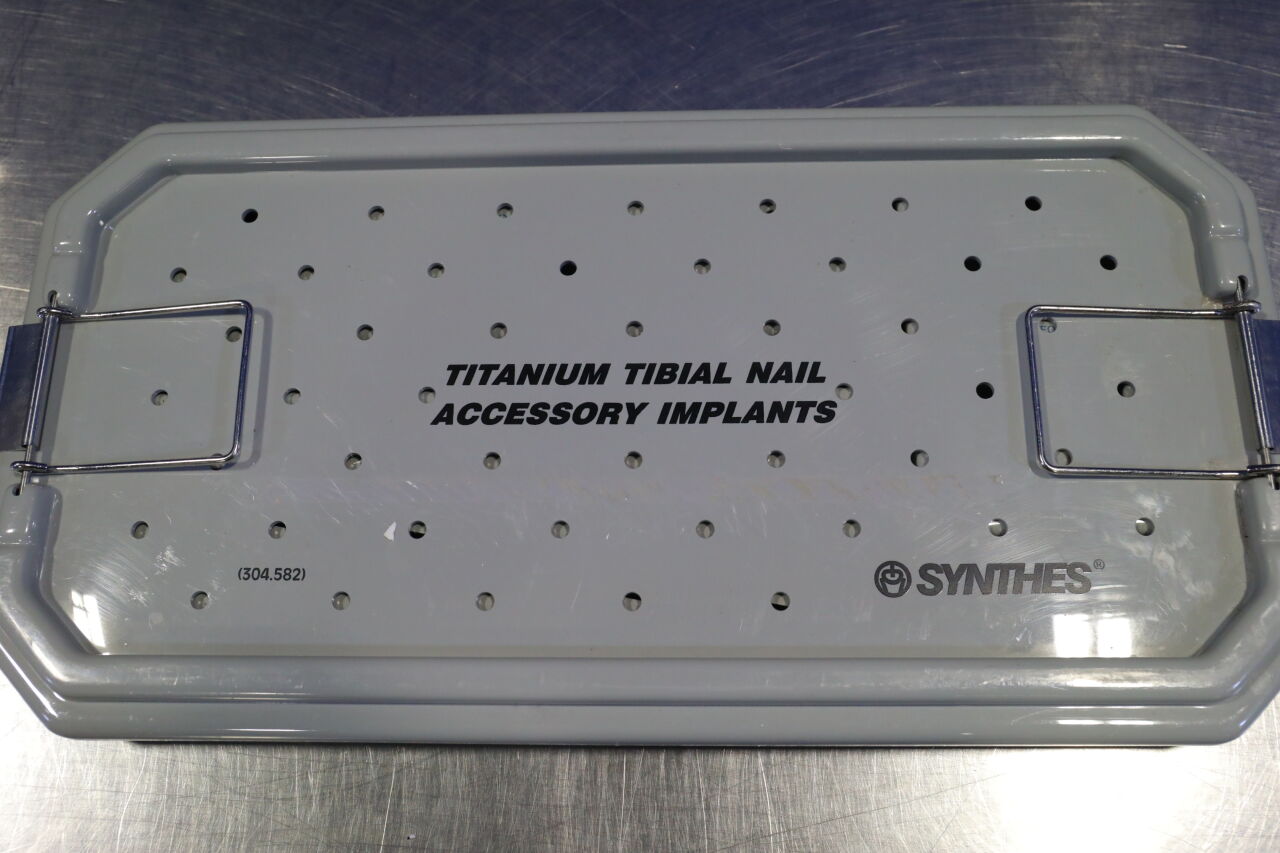 TITANIUM TIBIAL NAIL
ACCESSORY IMPLANTS
(304.582)
SYNTHES®